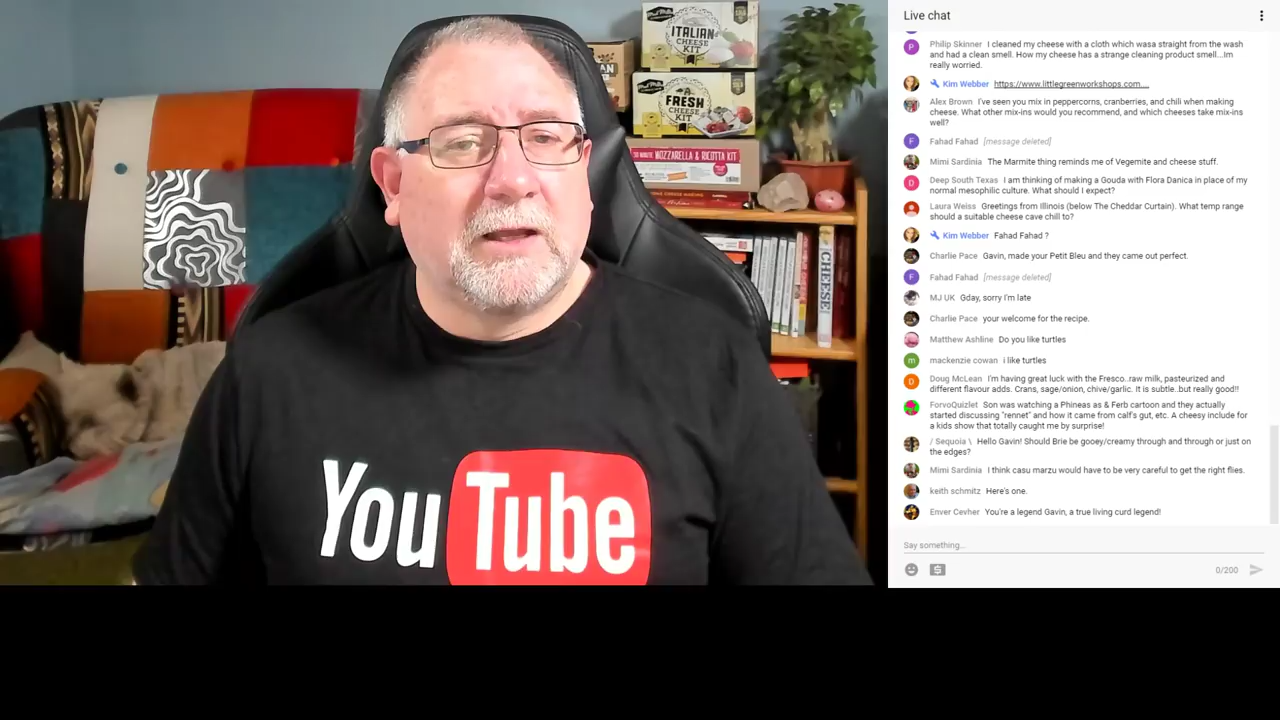 Live chat
Philip Skinner I cleaned my cheese with a cloth which wasa straight from the wash
and had a clean smell. How my cheese has a strange cleaning product smell...Im
really worried.
Kim Webber https://www.littlegreenworkshops.com....
Alex Brown I've seen you mix in peppercorns, cranberries, and chili when making
cheese. What other mix-ins would you recommend, and which cheeses take mix-ins
well?
Fahad Fahad [message deleted]
Mimi Sardinia The Marmite thing reminds me of Vegemite and cheese stuff.
Deep South Texas I am thinking of making a Gouda with Flora Danica in place of my
normal mesophilic culture. What should I expect?
Laura Weiss Greetings from Illinois (below The Cheddar Curtain). What temp range
should a suitable cheese cave chill to?
Kim Webber Fahad Fahad ?
Charlie Pace Gavin, made your Petit Bleu and they came out perfect.
Fahad Fahad [message deleted]
MJ UK Gday, sorry I'm late
Charlie Pace your welcome for the recipe.
Matthew Ashline Do you like turtles
mackenzie cowan i like turtles
Doug McLean I'm having great luck with the Fresco..raw milk, pasteurized and
different flavour adds. Crans, sage/onion, chive/garlic. It is subtle..but really good!!
ForvoQuizlet Son was watching a Phineas as & Ferb cartoon and they actually
started discussing "rennet" and how it came from calf's gut, etc. A cheesy include for
a kids show that totally caught me by surprise!
/ Sequoia \ Hello Gavin! Should Brie be gooey/creamy through and through or just on
the edges?
Mimi Sardinia I think casu marzu would have to be very careful to get the right flies.
keith schmitz Here's one.
Enver Cevher You're a legend Gavin, a true living curd legend!
Say something...
0/200
ITALIAN
CHEESE
KIT
FRESH
CHEESE
KIT
MOZZARELLA & RICOTTA KIT
CHEESE
YouTube